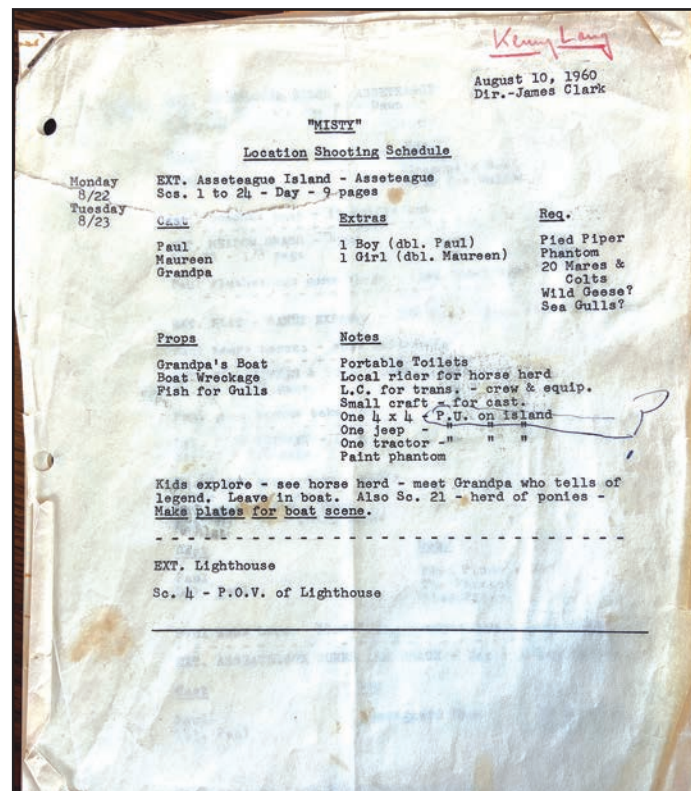 Kenny Lang
August 10, 1960
Dir.-James Clark
"MISTY"
Location Shooting Schedule
Monday
8/22
Tuesday
8/23
EXT. Asseteague Island - Asseteague
Scs. 1 to 24 - Day - 9 pages
Cast
Paul
Maureen
Grandpa
Extras
1 Boy (dbl. Paul)
1 Girl (dbl. Maureen)
Req.
Pied Piper
Phantom
20 Mares &
Colts
Wild Geese?
Sea Gulls?
Props
Grandpa's Boat
Boat Wreckage
Fish for Gulls
Notes
Portable Toilets
Local rider for horse herd
L.C. for trans. - crew & equip.
Small craft - for cast.
One 4 x 4 - P.U. on island
One jeep - " " "
One tractor -" " "
Paint phantom
?
Kids explore - see horse herd - meet Grandpa who tells of
legend. Leave in boat. Also Sc. 21 - herd of ponies -
Make plates for boat scene.
EXT. Lighthouse
Sc. 4 - P.O.V. of Lighthouse